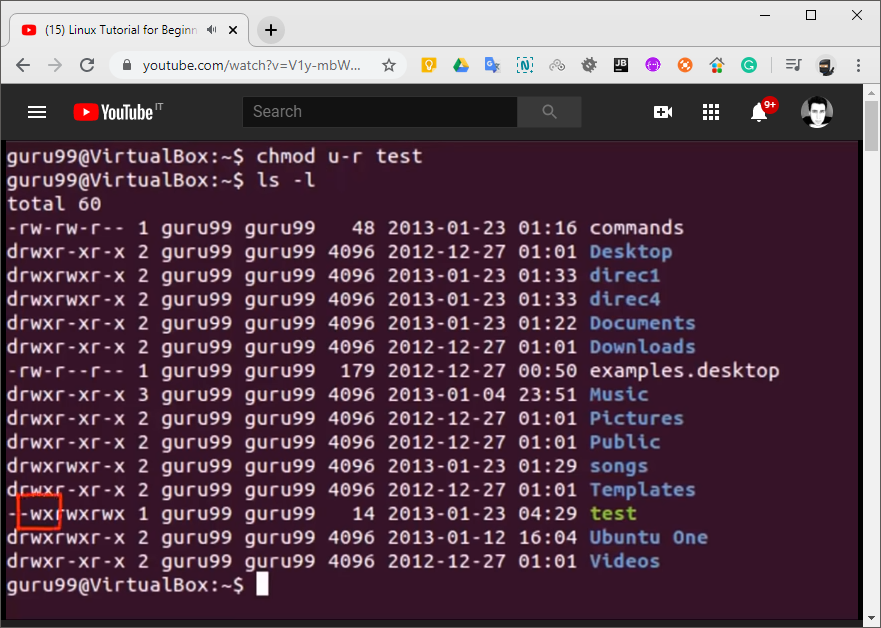 (15) Linux Tutorial for Beginn
youtube.com/watch?v=V1y-mbW...
JB
YouTube IT
Search
9+
guru99@VirtualBox:~$ chmod u-r test
guru99@VirtualBox:~$ ls -l
total 60
-rw-rw-r-- 1 guru99 guru99   48 2013-01-23 01:16 commands
drwxr-xr-x 2 guru99 guru99 4096 2012-12-27 01:01 Desktop
drwxrwxr-x 2 guru99 guru99 4096 2013-01-23 01:33 direc1
drwxrwxr-x 2 guru99 guru99 4096 2013-01-23 01:33 direc4
drwxr-xr-x 2 guru99 guru99 4096 2013-01-23 01:22 Documents
drwxr-xr-x 2 guru99 guru99 4096 2012-12-27 01:01 Downloads
-rw-r--r-- 1 guru99 guru99  179 2012-12-27 00:50 examples.desktop
drwxr-xr-x 3 guru99 guru99 4096 2013-01-04 23:51 Music
drwxr-xr-x 2 guru99 guru99 4096 2012-12-27 01:01 Pictures
drwxr-xr-x 2 guru99 guru99 4096 2012-12-27 01:01 Public
drwxrwxr-x 2 guru99 guru99 4096 2013-01-23 01:29 songs
drwxr-xr-x 2 guru99 guru99 4096 2012-12-27 01:01 Templates
--wxrwxrwx 1 guru99 guru99   14 2013-01-23 04:29 test
drwxrwxr-x 2 guru99 guru99 4096 2013-01-12 16:04 Ubuntu One
drwxr-xr-x 2 guru99 guru99 4096 2012-12-27 01:01 Videos
guru99@VirtualBox:~$